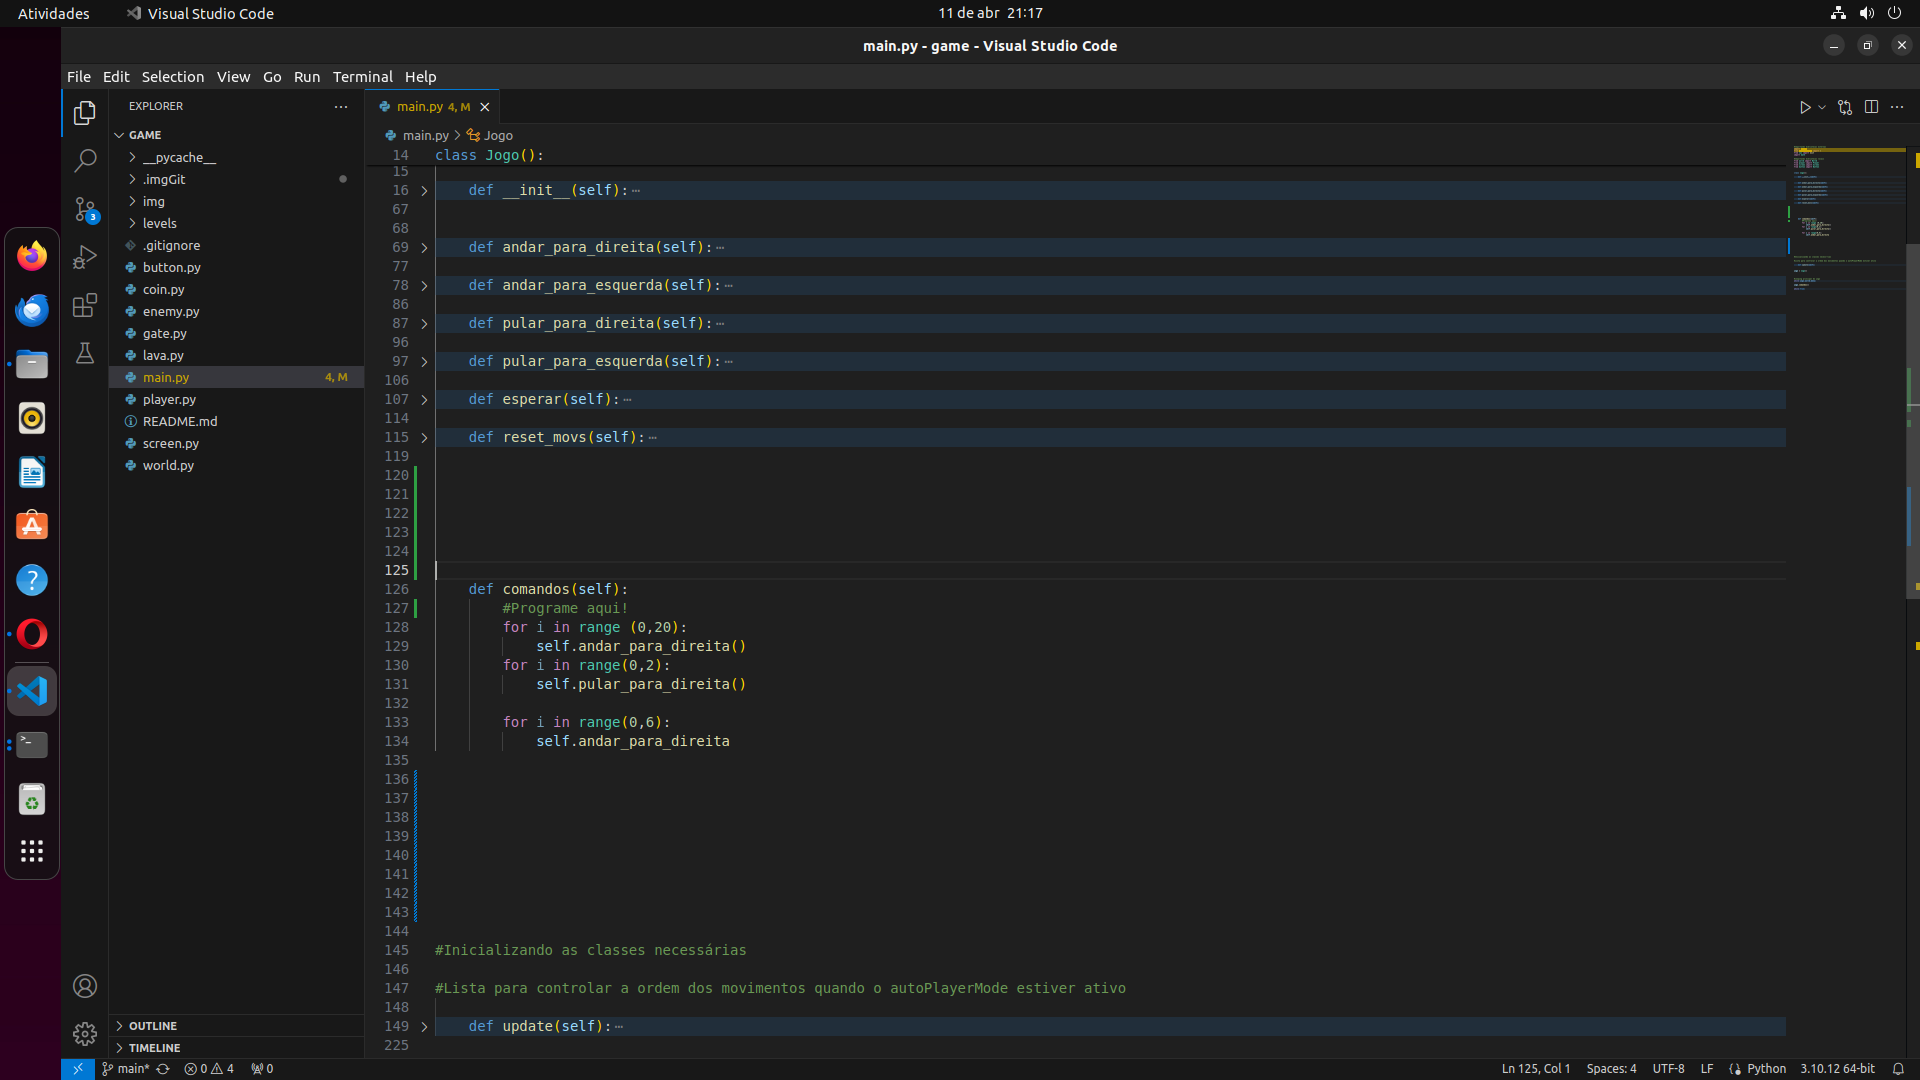 Atividades
Visual Studio Code
11 de abr 21:17
main.py - game - Visual Studio Code
File Edit Selection View Go Run Terminal Help
EXPLORER
main.py 4, M
GAME
main.py > Jogo
__pycache__
.imgGit
img
levels
.gitignore
button.py
coin.py
enemy.py
gate.py
lava.py
main.py 4, M
player.py
README.md
screen.py
world.py
OUTLINE
TIMELINE
14 class Jogo():
15
16 def __init__(self):⋯
67
68
69 def andar_para_direita(self):⋯
77
78 def andar_para_esquerda(self):⋯
86
87 def pular_para_direita(self):⋯
96
97 def pular_para_esquerda(self):⋯
106
107 def esperar(self):⋯
114
115 def reset_movs(self):⋯
119
120
121
122
123
124
125
126 def comandos(self):
127 #Programe aqui!
128 for i in range (0,20):
129 self.andar_para_direita()
130 for i in range(0,2):
131 self.pular_para_direita()
132
133 for i in range(0,6):
134 self.andar_para_direita
135
136
137
138
139
140
141
142
143
144
145 #Inicializando as classes necessárias
146
147 #Lista para controlar a ordem dos movimentos quando o autoPlayerMode estiver ativo
148
149 def update(self):⋯
225
3
main* 0 4 0
Ln 125, Col 1 Spaces: 4 UTF-8 LF Python 3.10.12 64-bit